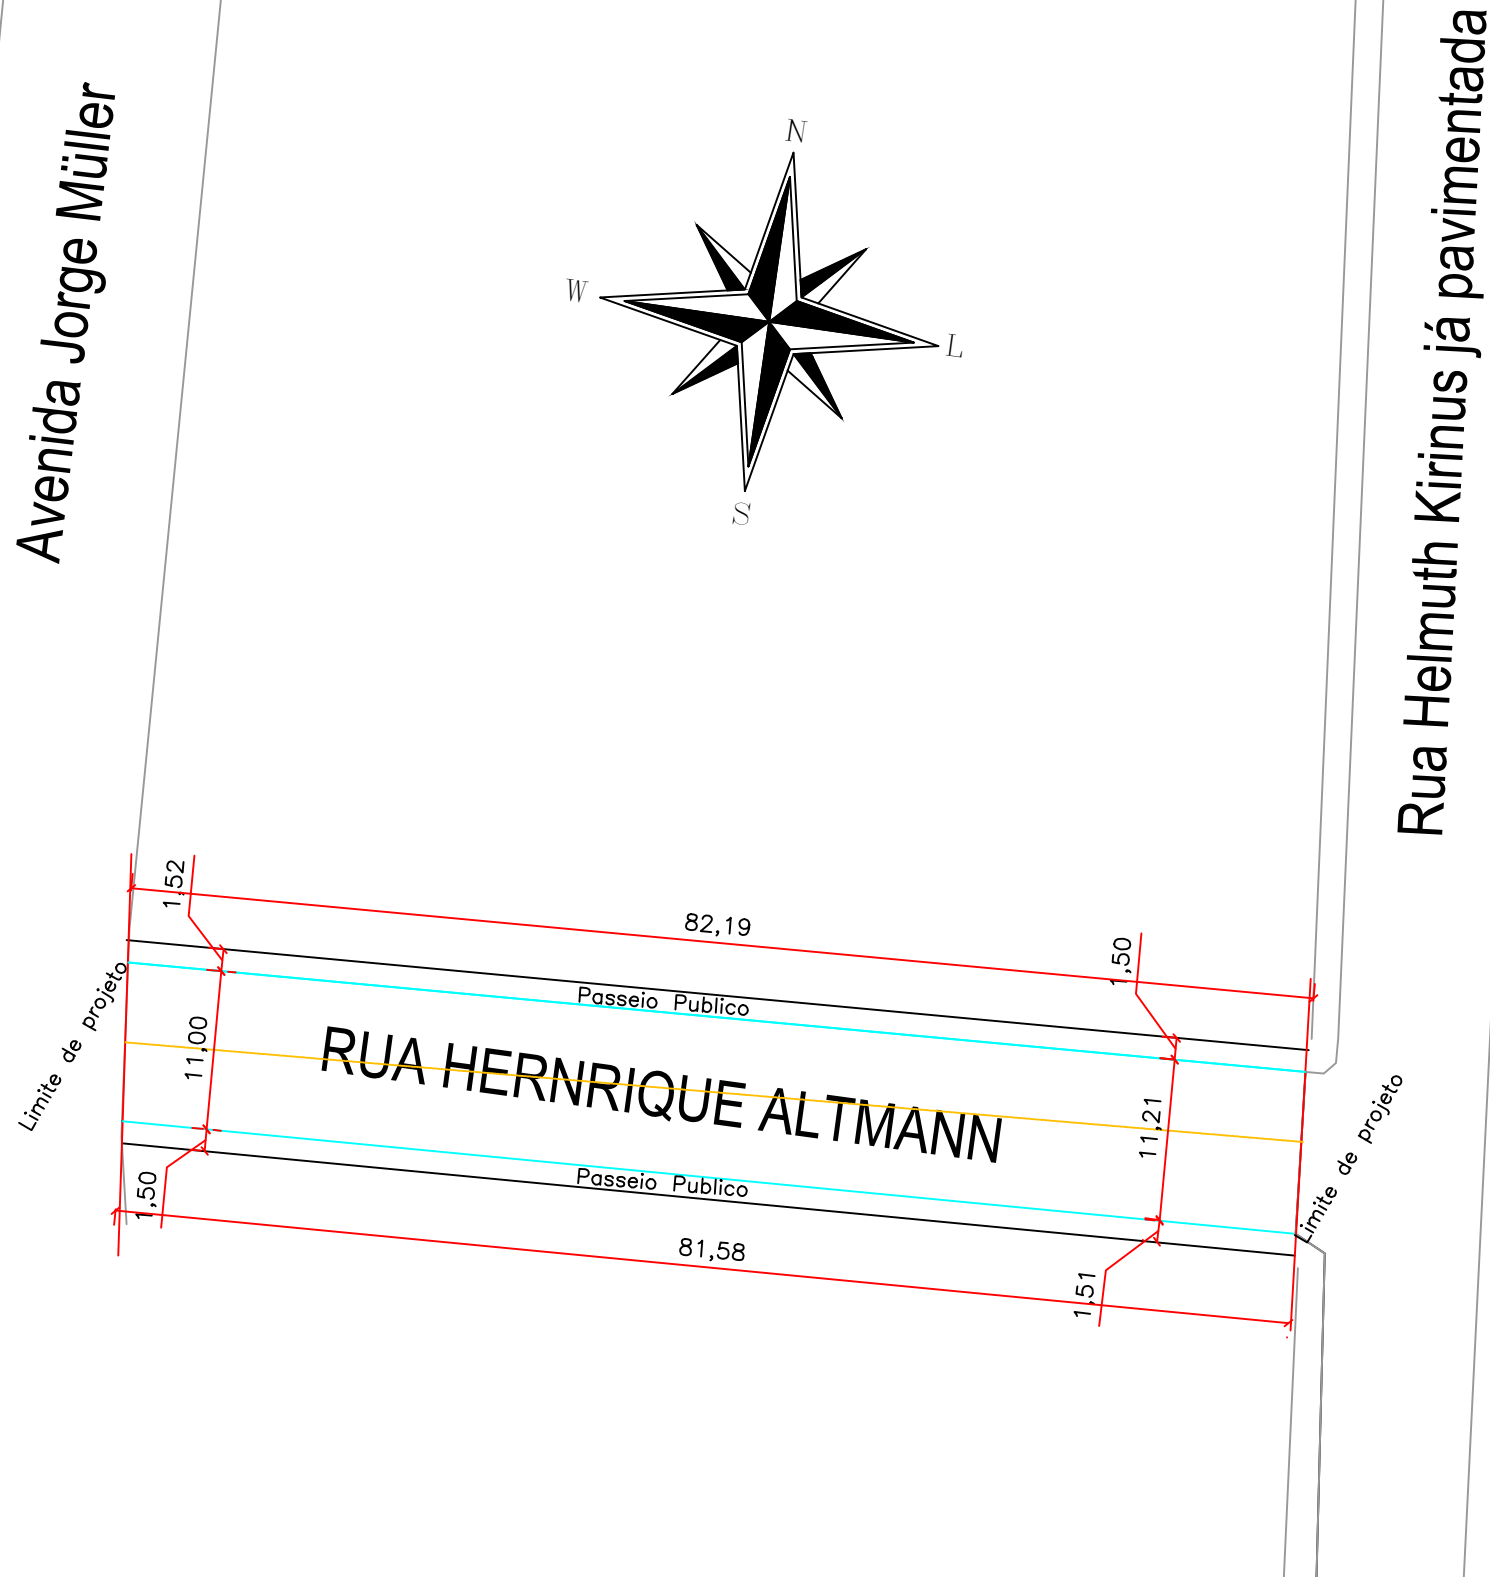 Avenida Jorge Müller
Rua Helmuth Kirinus já pavimentada
N
W
L
S
1,52
82,19
1,50
Passeio Publico
Limite de projeto
11,00
RUA HERNRIQUE ALTMANN
11,21
Limite de projeto
Passeio Publico
1,50
81,58
1,51